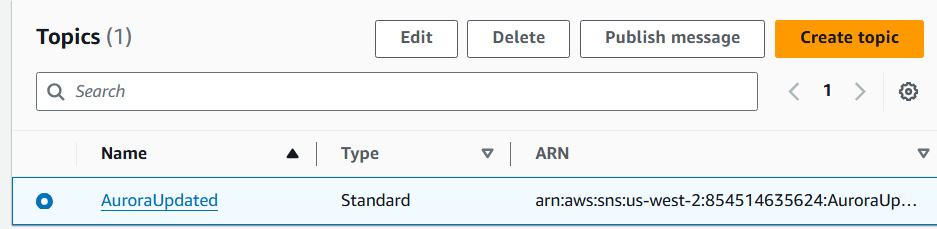 Topics (1)
Edit
Delete
Publish message
Create topic
Search
1
Name
Type
ARN
AuroraUpdated
Standard
arn:aws:sns:us-west-2:854514635624:AuroraUp...